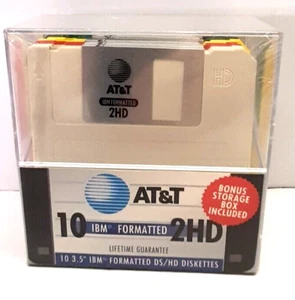 AT&T
IBM FORMATTED
2HD
HD
AT&T
BONUS
STORAGE
BOX
INCLUDED
10 IBM® FORMATTED 2HD
LIFETIME GUARANTEE
10 3.5" IBM® FORMATTED DS/HD DISKETTES